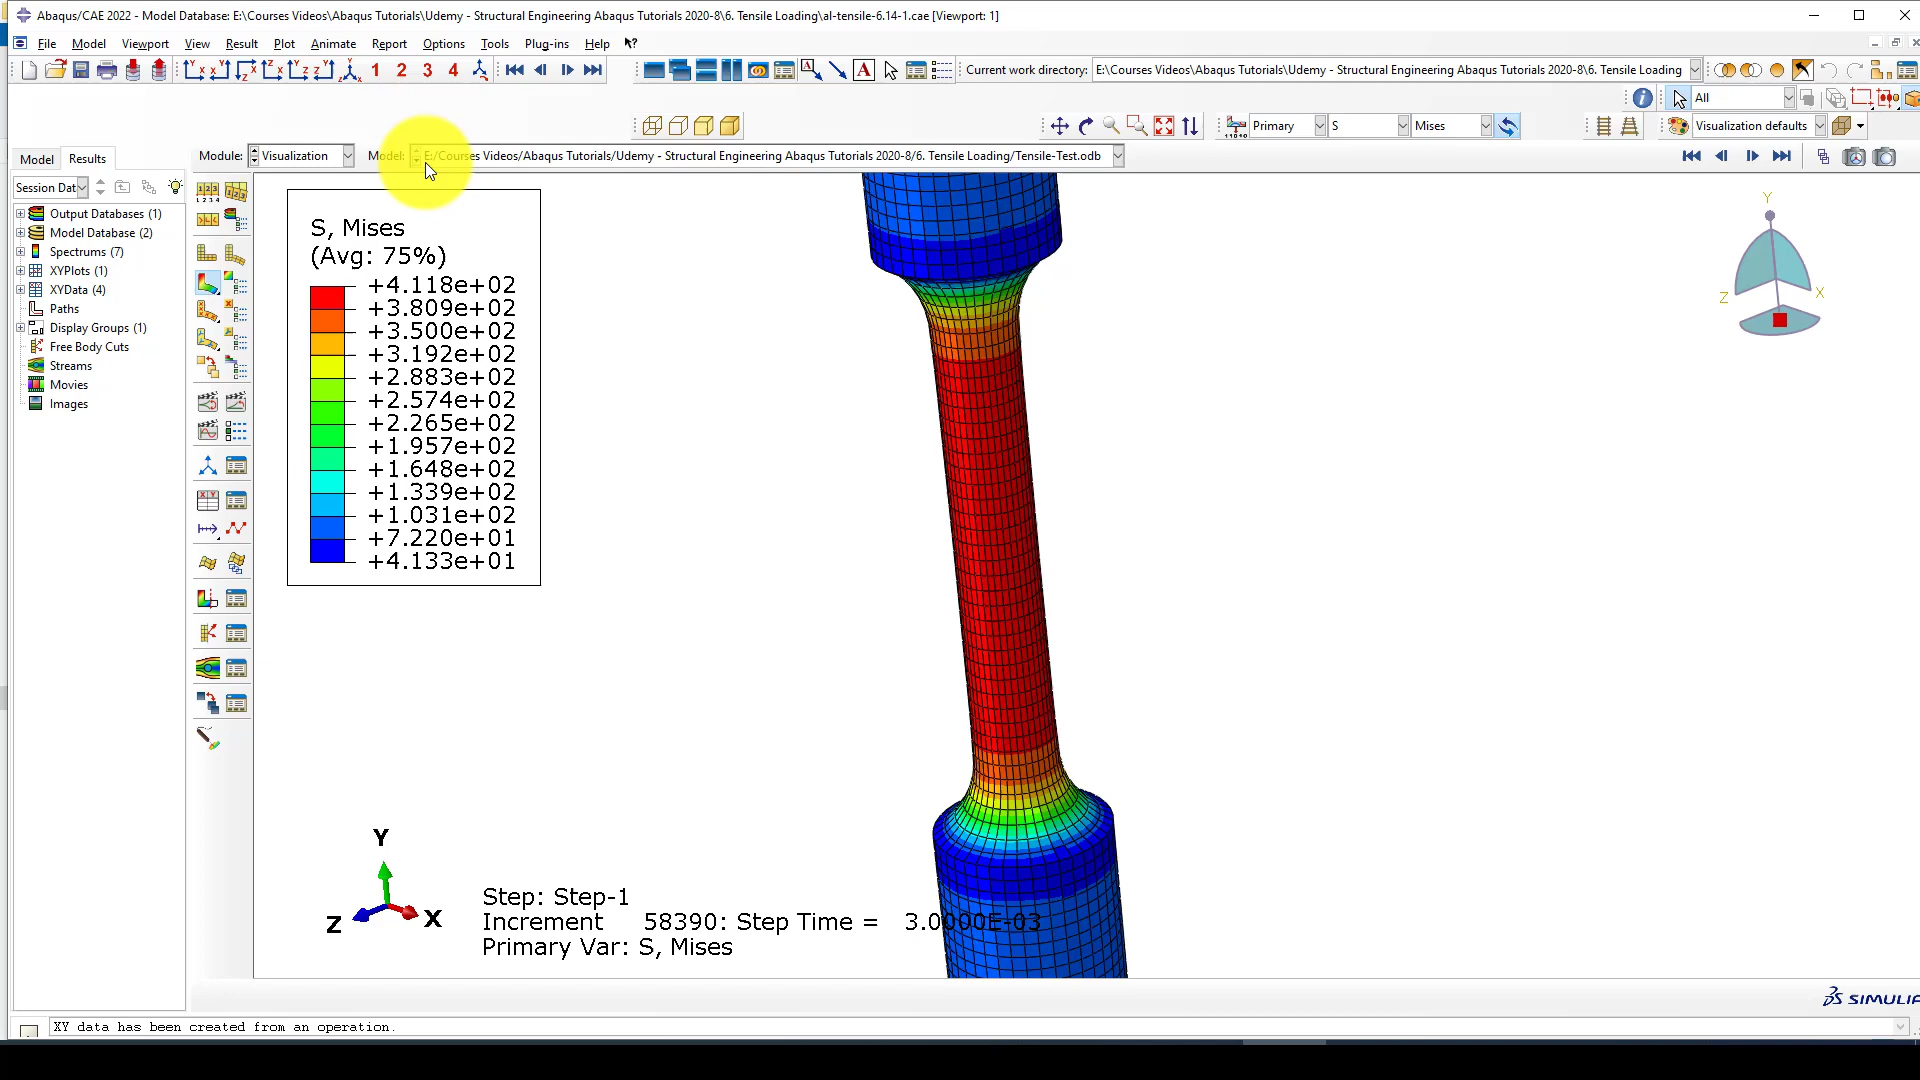 Abaqus/CAE 2022 - Model Database: E:\Courses Videos\Abaqus Tutorials\Udemy - Structural Engineering Abaqus Tutorials 2020-8\6. Tensile Loading\al-tensile-6.14-1.cae [Viewport: 1]
File Model Viewport View Result Plot Animate Report Options Tools Plug-ins Help
1 2 3 4
Current work directory: E:\Courses Videos\Abaqus Tutorials\Udemy - Structural Engineering Abaqus Tutorials 2020-8\6. Tensile Loading
All
Primary S Mises Visualization defaults
Module: Visualization Model: E:/Courses Videos/Abaqus Tutorials/Udemy - Structural Engineering Abaqus Tutorials 2020-8/6. Tensile Loading/Tensile-Test.odb
Model Results
Session Dat
Output Databases (1)
Model Database (2)
Spectrums (7)
XYPlots (1)
XYData (4)
Paths
Display Groups (1)
Free Body Cuts
Streams
Movies
Images
S, Mises
(Avg: 75%)
+4.118e+02
+3.809e+02
+3.500e+02
+3.192e+02
+2.883e+02
+2.574e+02
+2.265e+02
+1.957e+02
+1.648e+02
+1.339e+02
+1.031e+02
+7.220e+01
+4.133e+01
Y
Z X
Y
Z X
Step: Step-1
Increment 58390: Step Time = 3.0000E-03
Primary Var: S, Mises
SIMULIA
XY data has been created from an operation.